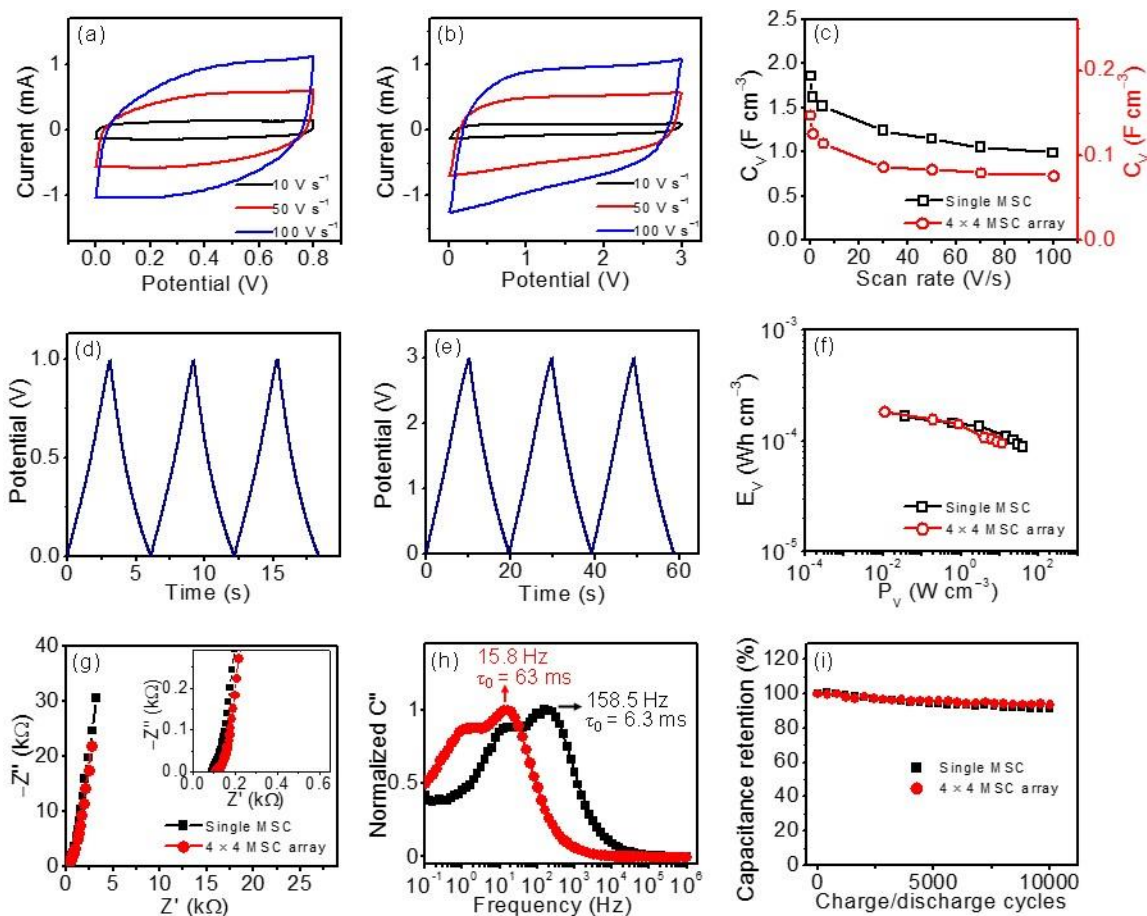 (a)
Current (mA)
1
0
−1
10 V s⁻¹
50 V s⁻¹
100 V s⁻¹
0.0 0.2 0.4 0.6 0.8
Potential (V)
(b)
Current (mA)
1
0
−1
10 V s⁻¹
50 V s⁻¹
100 V s⁻¹
0 1 2 3
Potential (V)
(c)
C_V (F cm⁻³)
2.5
2.0
1.5
1.0
0.5
0.0
C_V (F cm⁻³)
0.2
0.1
0.0
Single MSC
4 × 4 MSC array
0 20 40 60 80 100
Scan rate (V/s)
(d)
Potential (V)
1.0
0.5
0.0
0 5 10 15
Time (s)
(e)
Potential (V)
3
2
1
0
0 20 40 60
Time (s)
(f)
E_V (Wh cm⁻³)
10⁻³
10⁻⁴
10⁻⁵
Single MSC
4 × 4 MSC array
10⁻⁴ 10⁻² 10⁰ 10²
P_V (W cm⁻³)
(g)
−Z'' (kΩ)
40
30
20
10
0
−Z'' (kΩ)
0.2
0.1
0.0
0.0 0.2 0.4 0.6
Z' (kΩ)
Single MSC
4 × 4 MSC array
0 5 10 15 20 25
Z' (kΩ)
(h)
15.8 Hz
τ₀ = 63 ms
158.5 Hz
τ₀ = 6.3 ms
Normalized C''
1
0.5
0
10⁻¹ 10⁰ 10¹ 10² 10³ 10⁴ 10⁵ 10⁶
Frequency (Hz)
(i)
Capacitance retention (%)
120
100
80
60
40
20
0
Single MSC
4 × 4 MSC array
0 5000 10000
Charge/discharge cycles